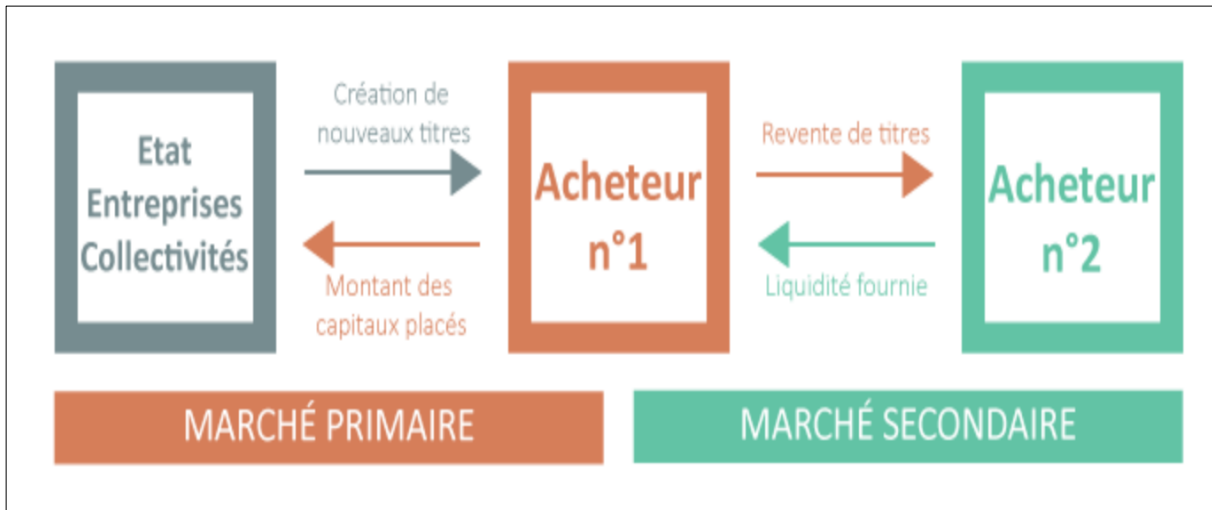 Etat
Entreprises
Collectivités
Création de
nouveaux titres
Montant des
capitaux placés
Acheteur
n°1
Revente de titres
Liquidité fournie
Acheteur
n°2
MARCHÉ PRIMAIRE
MARCHÉ SECONDAIRE